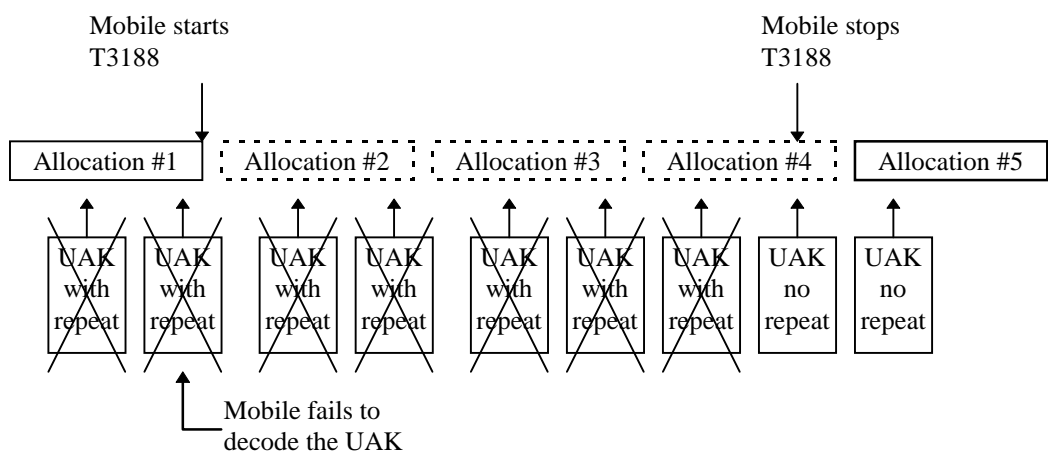 Mobile starts
T3188
Mobile stops
T3188
Allocation #1
Allocation #2
Allocation #3
Allocation #4
Allocation #5
UAK
with
repeat
UAK
with
repeat
UAK
with
repeat
UAK
with
repeat
UAK
with
repeat
UAK
with
repeat
UAK
with
repeat
UAK
no
repeat
UAK
no
repeat
Mobile fails to
decode the UAK